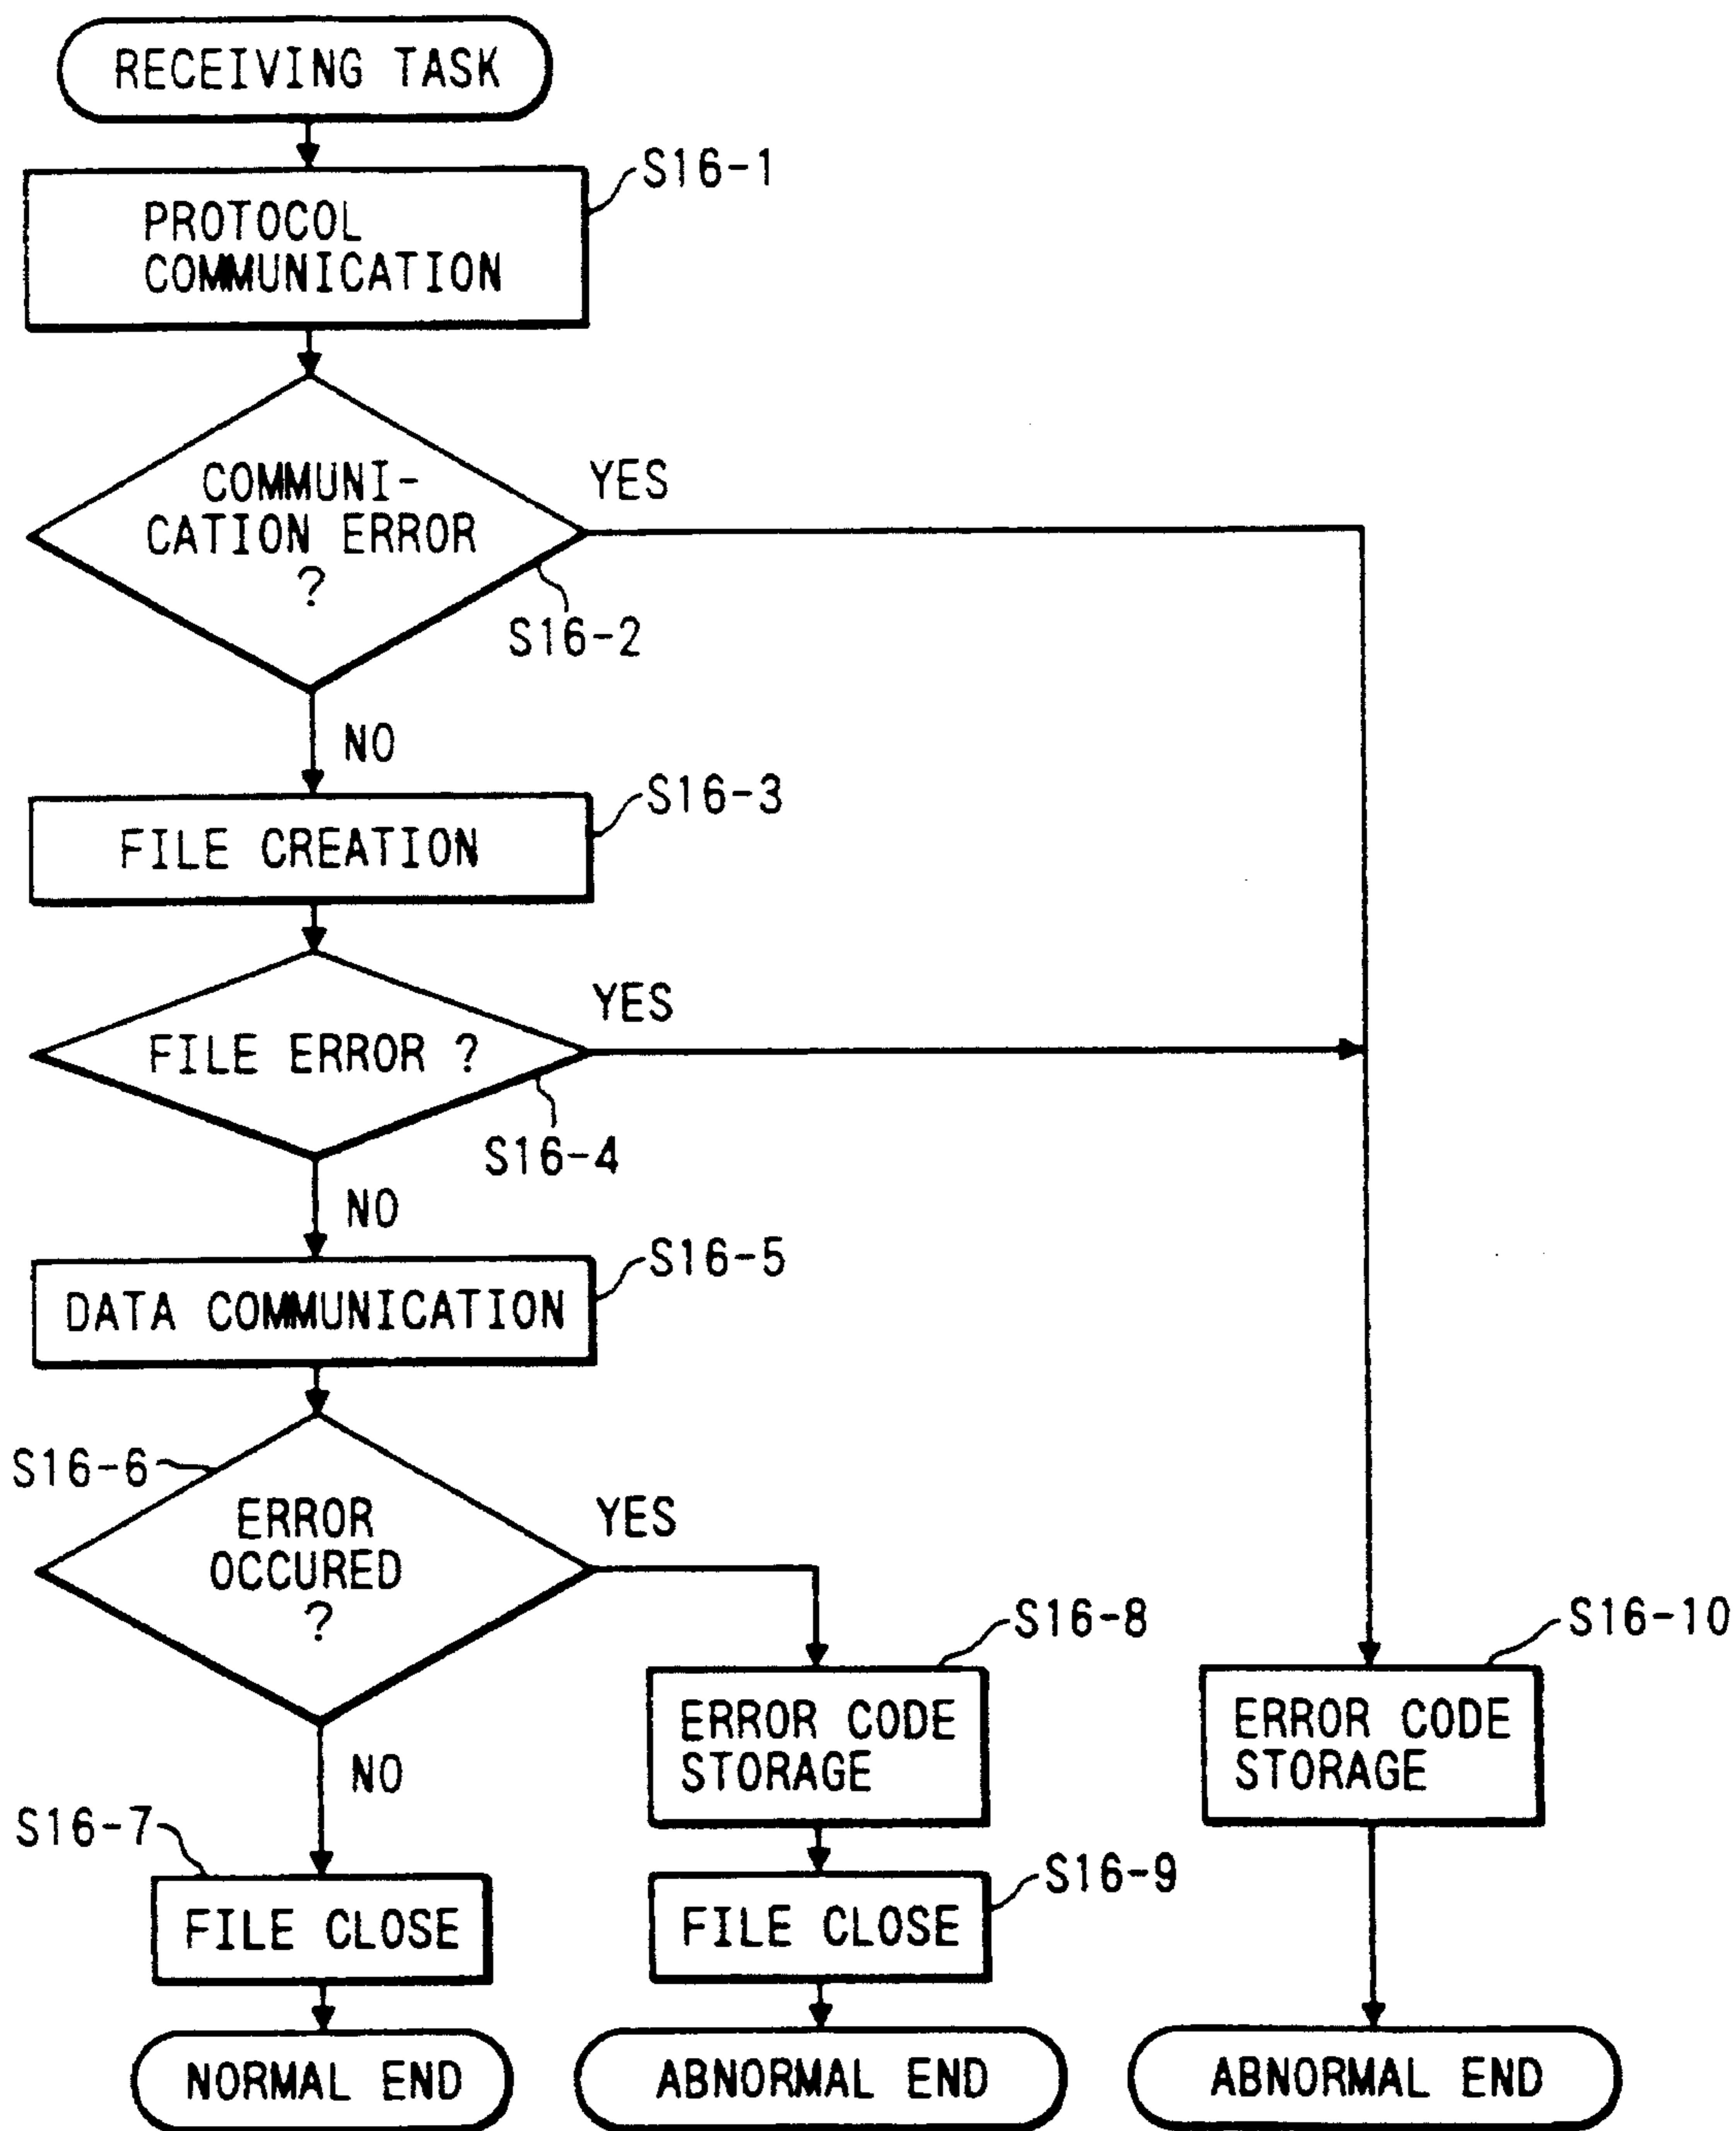 RECEIVING TASK
S16-1
PROTOCOL
COMMUNICATION
COMMUNI-
CATION ERROR
?
YES
S16-2
NO
S16-3
FILE CREATION
YES
FILE ERROR ?
S16-4
NO
S16-5
DATA COMMUNICATION
S16-6
ERROR
OCCURED
?
YES
NO
S16-8
ERROR CODE
STORAGE
S16-10
ERROR CODE
STORAGE
S16-7
FILE CLOSE
S16-9
FILE CLOSE
NORMAL END
ABNORMAL END
ABNORMAL END